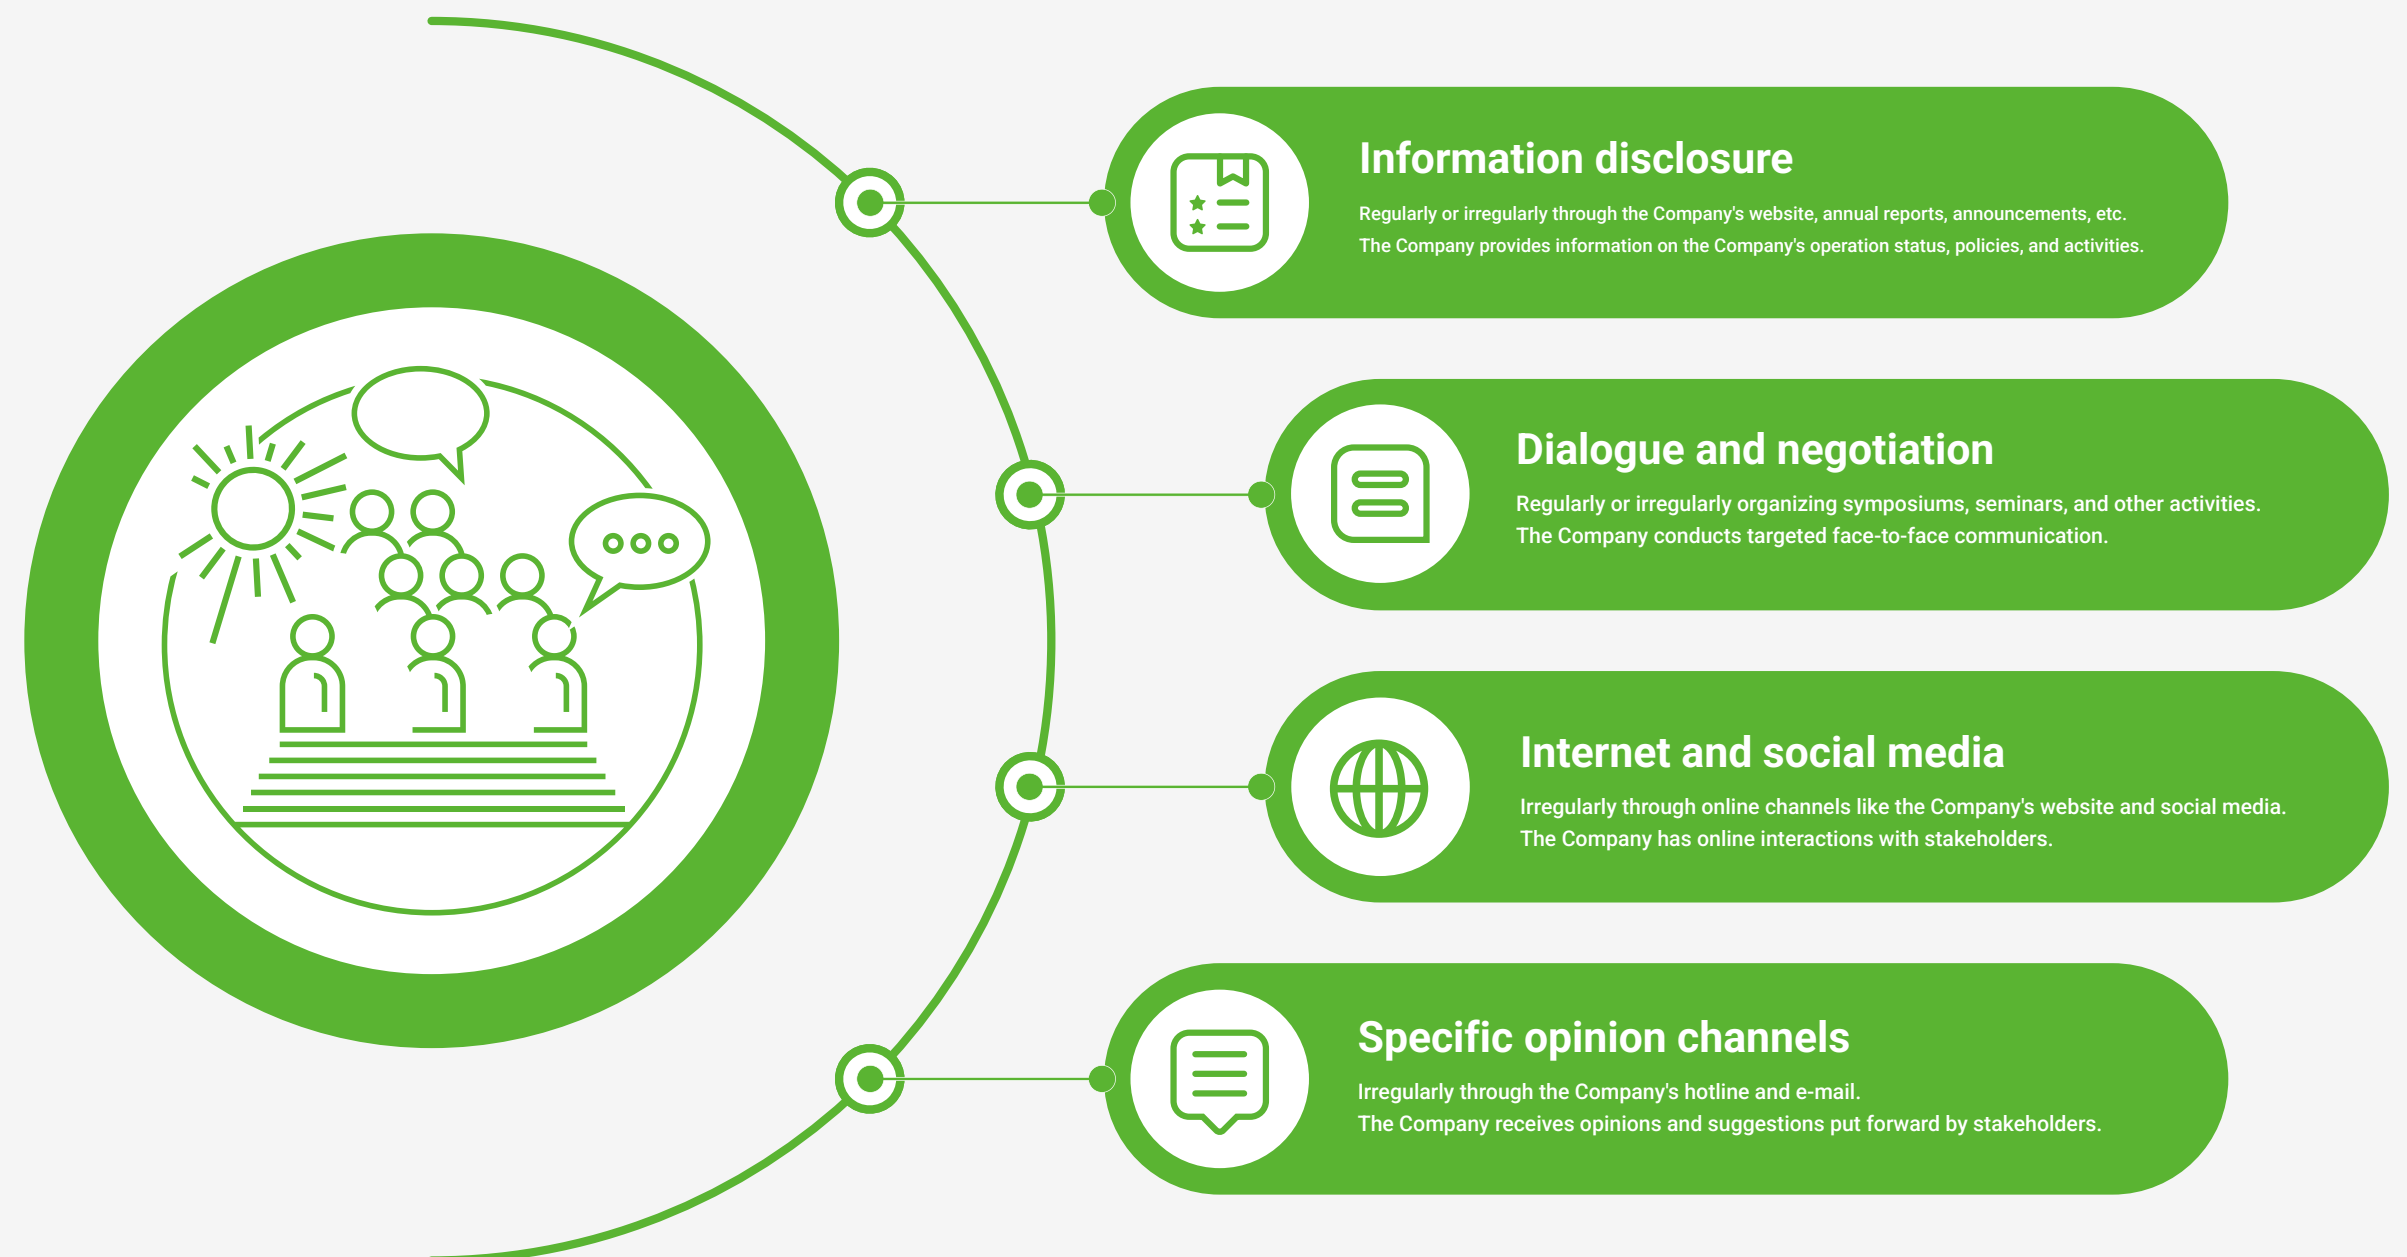 Information disclosure
Regularly or irregularly through the Company's website, annual reports, announcements, etc.
The Company provides information on the Company's operation status, policies, and activities.
Dialogue and negotiation
Regularly or irregularly organizing symposiums, seminars, and other activities.
The Company conducts targeted face-to-face communication.
Internet and social media
Irregularly through online channels like the Company's website and social media.
The Company has online interactions with stakeholders.
Specific opinion channels
Irregularly through the Company's hotline and e-mail.
The Company receives opinions and suggestions put forward by stakeholders.